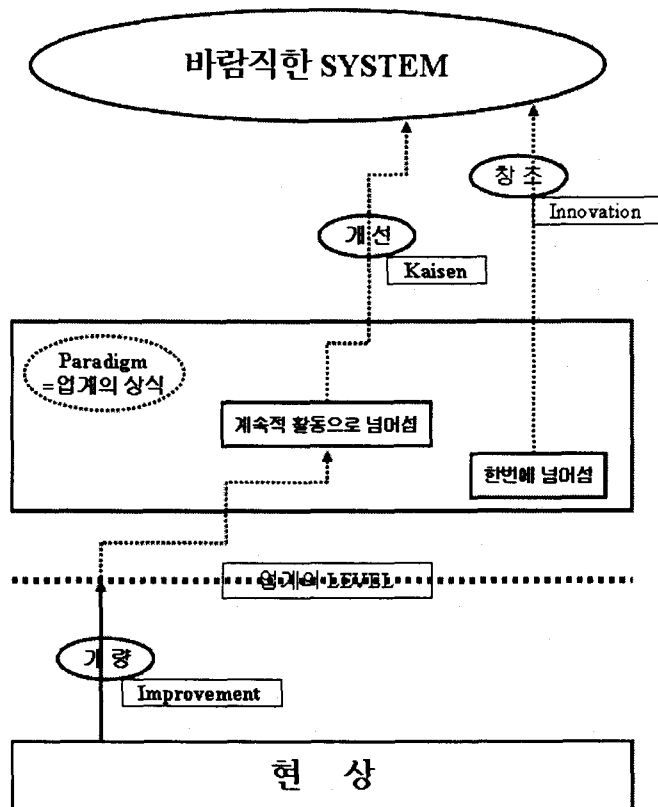 바람직한 SYSTEM
창 조
Innovation
개 선
Kaisen
Paradigm
=업계의 상식
계속적 활동으로 넘어섬
한번에 넘어섬
업계의 LEVEL
개 량
Improvement
현 상